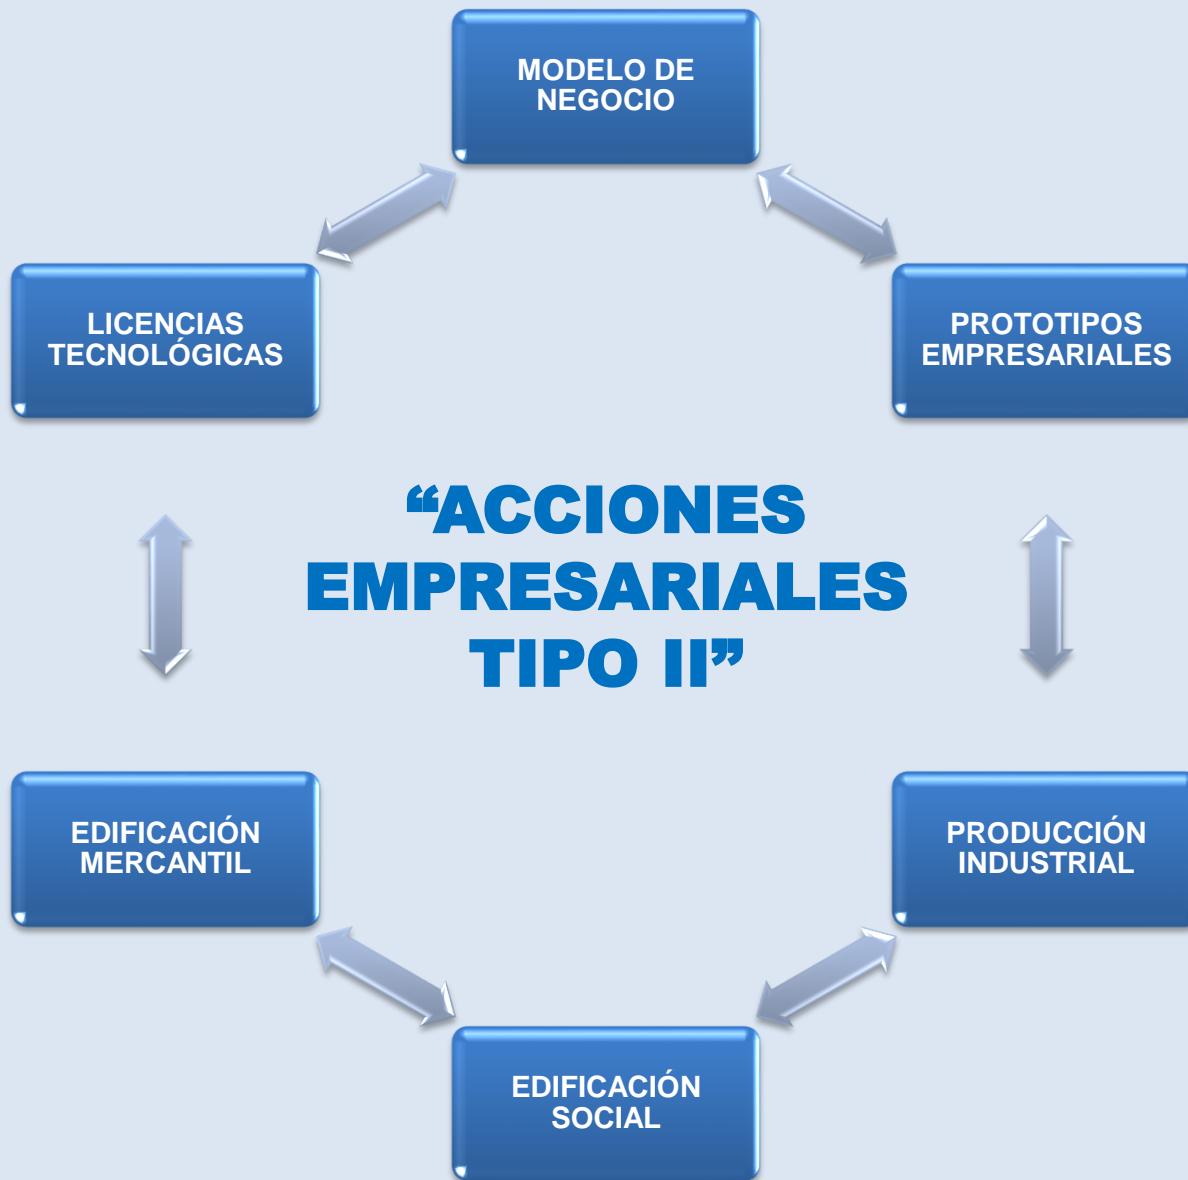 MODELO DE
NEGOCIO
LICENCIAS
TECNOLÓGICAS
PROTOTIPOS
EMPRESARIALES
“ACCIONES
EMPRESARIALES
TIPO II”
EDIFICACIÓN
MERCANTIL
PRODUCCIÓN
INDUSTRIAL
EDIFICACIÓN
SOCIAL